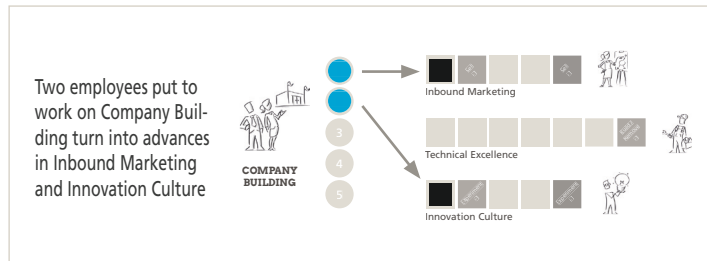 Two employees put to
work on Company Buil-
ding turn into advances
in Inbound Marketing
and Innovation Culture
COMPANY
BUILDING
3
4
5
Inbound Marketing
Technical Excellence
Innovation Culture